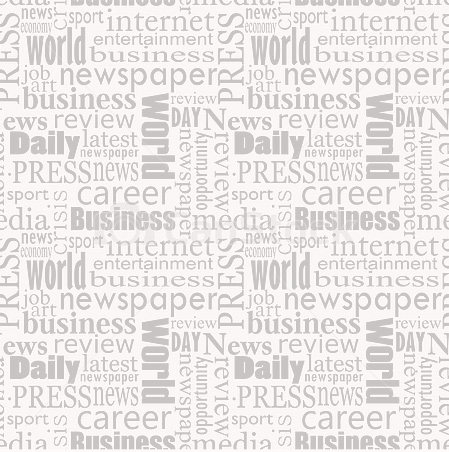 PRESS news sport internet PRESS news sport internet review
economy economy
world entertainment world entertainment
business business
job newspaper job newspaper
art art
business World review business World review
News review DAY News review DAY News
Daily latest opportunity Daily latest opportunity
newspaper newspaper newspaper newspaper
PRESS news PRESS news review
sport career sport career
media crisis Business media crisis Business media
PRESS news sport internet PRESS news sport internet review
economy economy
world entertainment world entertainment
business business
job newspaper job newspaper
art art
business World review business World review
News review DAY News review DAY News
Daily latest opportunity Daily latest opportunity
newspaper newspaper newspaper newspaper
PRESS news PRESS news review
sport career sport career
media crisis Business media crisis Business media